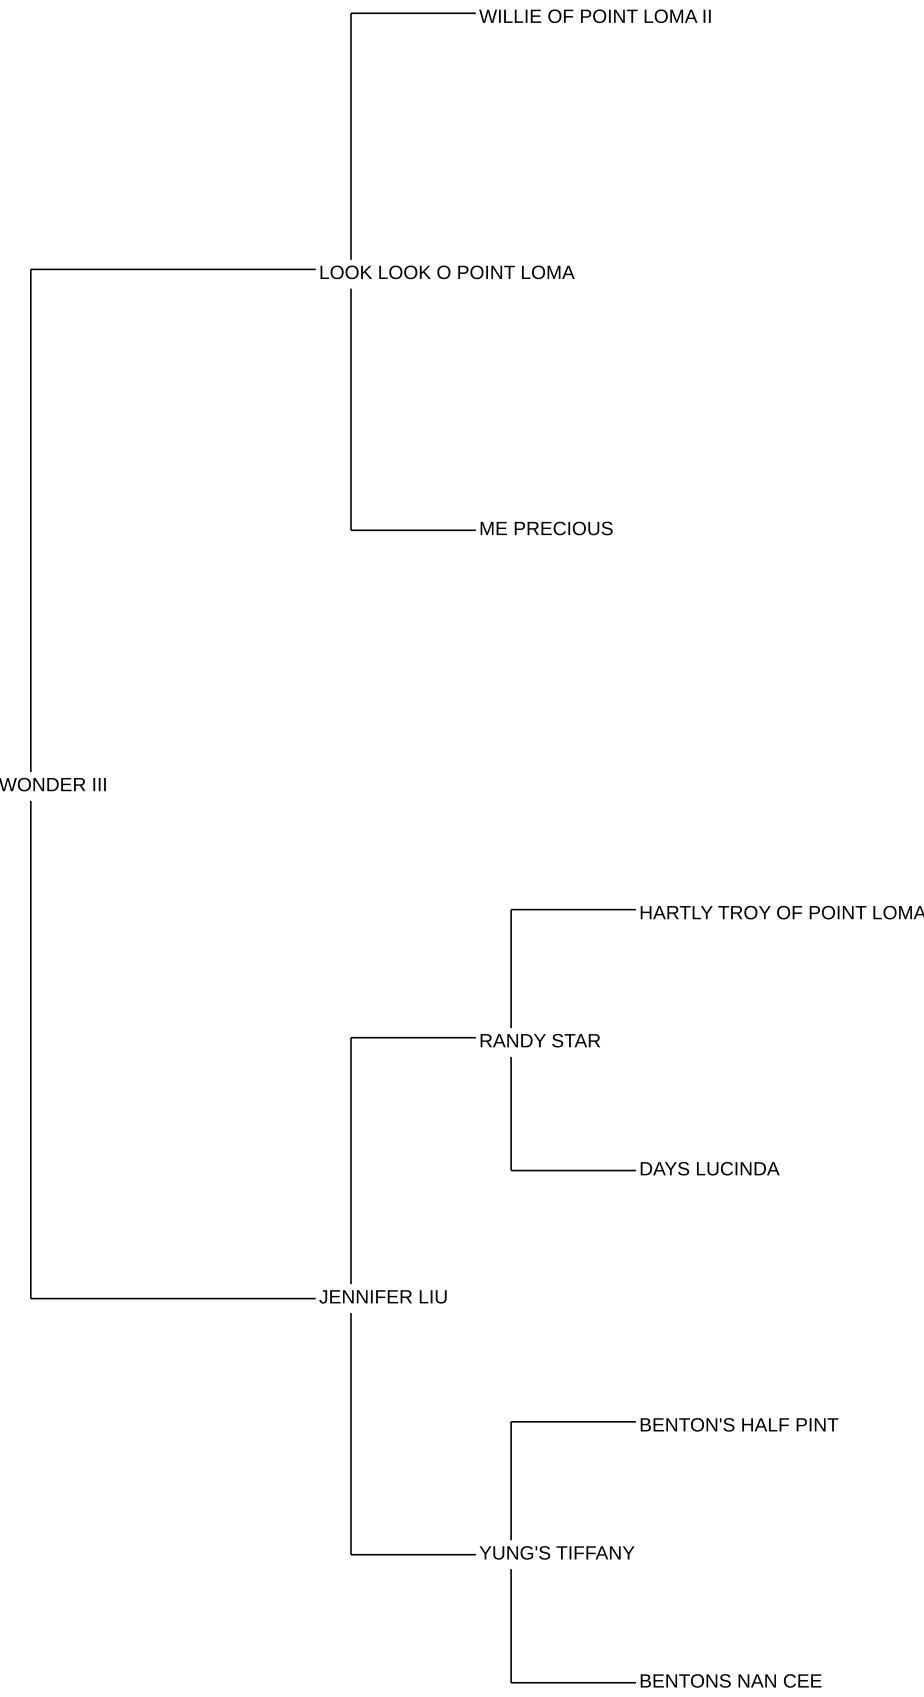 WILLIE OF POINT LOMA II
LOOK LOOK O POINT LOMA
ME PRECIOUS
WONDER III
HARTLY TROY OF POINT LOMA
RANDY STAR
DAYS LUCINDA
JENNIFER LIU
BENTON'S HALF PINT
YUNG'S TIFFANY
BENTONS NAN CEE